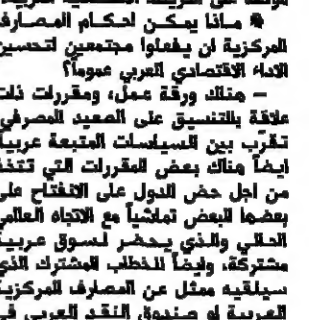 * ماذا يمكن لحكام المصارف
المركزية ان يفعلوا مجتمعين لتحسين
الاداء الاقتصادي العربي عموماً؟
- هناك ورقة عمل، ومقررات ذات
علاقة بالتنسيق على الصعيد المصرفي
تقرّب بين السياسات المتبعة عربياً
ايضاً هناك بعض المقررات التي تتخذ
من اجل حض الدول على الانفتاح على
بعضها البعض تماشياً مع الاتجاه العالمي
الحالي والذي يحضر لسوق عربية
مشتركة، وايضاً للخطاب المشترك الذي
سيلقيه ممثل عن المصارف المركزية
العربية او صندوق النقد العربي في